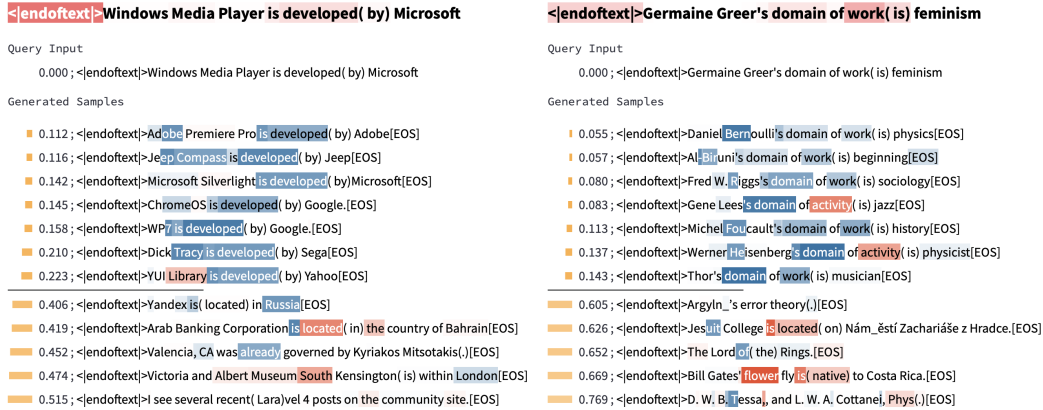 <|endoftext|>Windows Media Player is developed( by) Microsoft
Query Input
0.000 ; <|endoftext|>Windows Media Player is developed( by) Microsoft
Generated Samples
0.112 ; <|endoftext|>Adobe Premiere Pro is developed( by) Adobe[EOS]
0.116 ; <|endoftext|>Jeep Compass is developed( by) Jeep[EOS]
0.142 ; <|endoftext|>Microsoft Silverlight is developed( by)Microsoft[EOS]
0.145 ; <|endoftext|>ChromeOS is developed( by) Google.[EOS]
0.158 ; <|endoftext|>WP7 is developed( by) Google.[EOS]
0.210 ; <|endoftext|>Dick Tracy is developed( by) Sega[EOS]
0.223 ; <|endoftext|>YUI Library is developed( by) Yahoo[EOS]
0.406 ; <|endoftext|>Yandex is( located) in Russia[EOS]
0.419 ; <|endoftext|>Arab Banking Corporation is located( in) the country of Bahrain[EOS]
0.452 ; <|endoftext|>Valencia, CA was already governed by Kyriakos Mitsotakis(.)[EOS]
0.474 ; <|endoftext|>Victoria and Albert Museum South Kensington( is) within London[EOS]
0.515 ; <|endoftext|>I see several recent( Lara)vel 4 posts on the community site.[EOS]
<|endoftext|>Germaine Greer's domain of work( is) feminism
Query Input
0.000 ; <|endoftext|>Germaine Greer's domain of work( is) feminism
Generated Samples
0.055 ; <|endoftext|>Daniel Bernoulli's domain of work( is) physics[EOS]
0.057 ; <|endoftext|>Al-Biruni's domain of work( is) beginning[EOS]
0.080 ; <|endoftext|>Fred W. Riggs's domain of work( is) sociology[EOS]
0.083 ; <|endoftext|>Gene Lees's domain of activity( is) jazz[EOS]
0.113 ; <|endoftext|>Michel Foucault's domain of work( is) history[EOS]
0.137 ; <|endoftext|>Werner Heisenberg's domain of activity( is) physicist[EOS]
0.143 ; <|endoftext|>Thor's domain of work( is) musician[EOS]
0.605 ; <|endoftext|>Argyln_'s error theory(.)[EOS]
0.626 ; <|endoftext|>Jesuit College is located( on) Nám_ěstí Zachariáše z Hradce.[EOS]
0.652 ; <|endoftext|>The Lord of( the) Rings.[EOS]
0.669 ; <|endoftext|>Bill Gates' flower fly is( native) to Costa Rica.[EOS]
0.769 ; <|endoftext|>D. W. B. Tessa,, and L. W. A. Cottanei, Phys(.)[EOS]